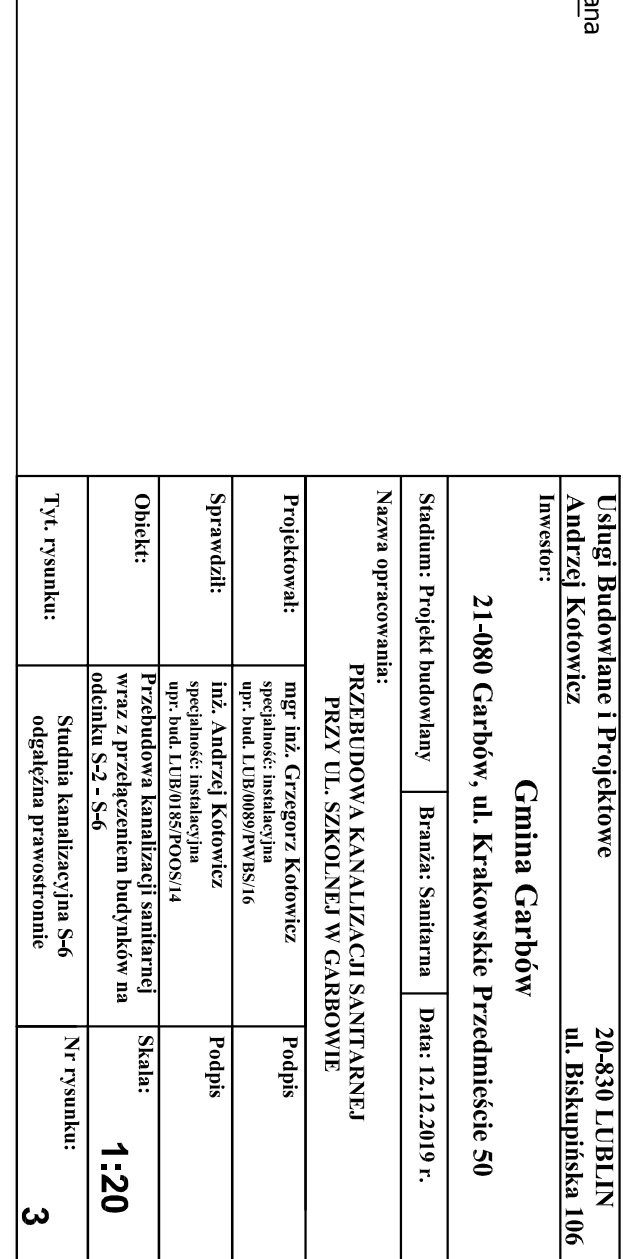 Usługi Budowlane i Projektowe 20-830 LUBLIN
Andrzej Kotowicz ul. Biskupińska 106
Inwestor:
Gmina Garbów
21-080 Garbów, ul. Krakowskie Przedmieście 50
Stadium: Projekt budowlany Branża: Sanitarna Data: 12.12.2019 r.
Nazwa opracowania:
PRZEBUDOWA KANALIZACJI SANITARNEJ
PRZY UL. SZKOLNEJ W GARBOWIE
Projektował: mgr inż. Grzegorz Kotowicz Podpis
specjalność: instalacyjna
upr. bud. LUB/0089/PWBS/16
Sprawdził: inż. Andrzej Kotowicz Podpis
specjalność: instalacyjna
upr. bud. LUB/0185/POOS/14
Obiekt: Przebudowa kanalizacji sanitarnej Skala:
wraz z przełączeniem budynków na
odcinku S-2 - S-6 1:20
Tyt. rysunku: Studnia kanalizacyjna S-6 Nr rysunku:
odgałęźna prawostronnie 3